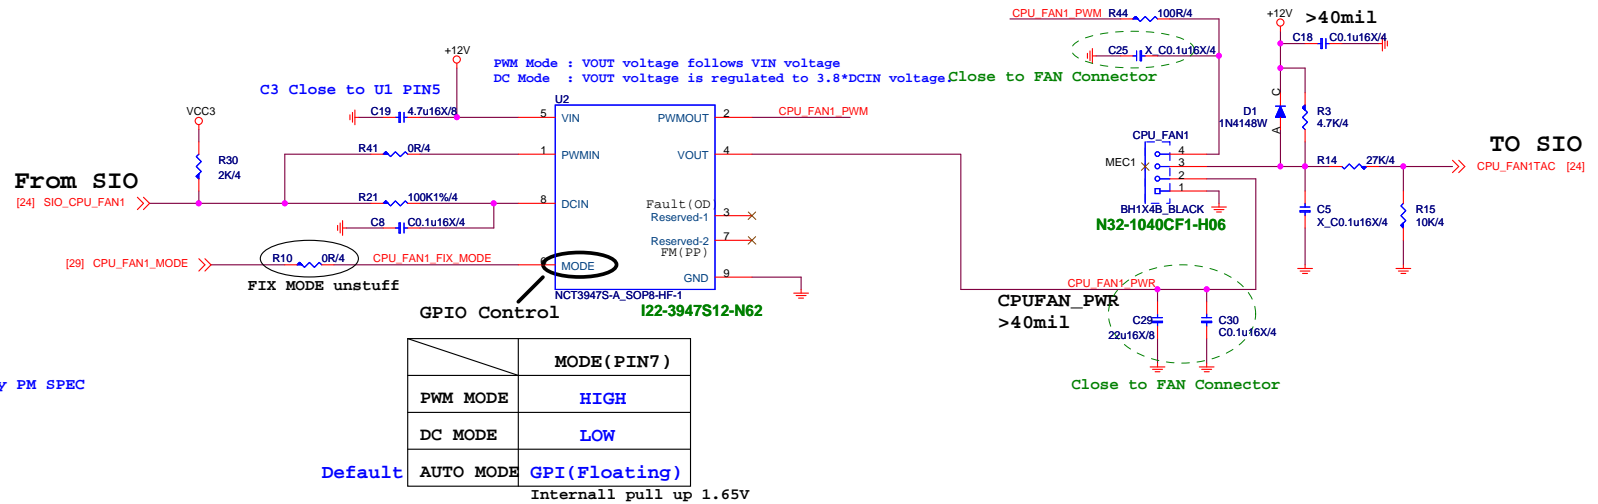 CPU_FAN1_PWM R44 100R/4
+12V >40mil
C18 C0.1u16X/4
C25 X_C0.1u16X/4
Close to FAN Connector
+12V
PWM Mode : VOUT voltage follows VIN voltage
DC Mode : VOUT voltage is regulated to 3.8*DCIN voltage.
C3 Close to U1 PIN5
VCC3
C19 4.7u16X/8
U2
5 VIN PWMOUT 2 CPU_FAN1_PWM
R41 0R/4 1 PWMIN VOUT 4
R30
2K/4
From SIO
[24] SIO_CPU_FAN1
R21 100K1%/4 8 DCIN
C8 C0.1u16X/4
Fault(OD
Reserved-1 3
Reserved-2 7
FM(PP)
[29] CPU_FAN1_MODE R10 0R/4 CPU_FAN1_FIX_MODE MODE
GND 9
FIX MODE unstuff
GPIO Control
NCT3947S-A_SOP8-HF-1
I22-3947S12-N62
C
D1
1N4148W
A
R3
4.7K/4
CPU_FAN1
MEC1
4
3
2
1
BH1X4B_BLACK
N32-1040CF1-H06
R14 27K/4
TO SIO
CPU_FAN1TAC [24]
C5
X_C0.1u16X/4
R15
10K/4
CPU_FAN1_PWR
CPUFAN_PWR
>40mil
C29
22u16X/8
C30
C0.1u16X/4
Close to FAN Connector
MODE(PIN7)
PWM MODE HIGH
DC MODE LOW
Default AUTO MODE GPI(Floating)
Internall pull up 1.65V
PM SPEC